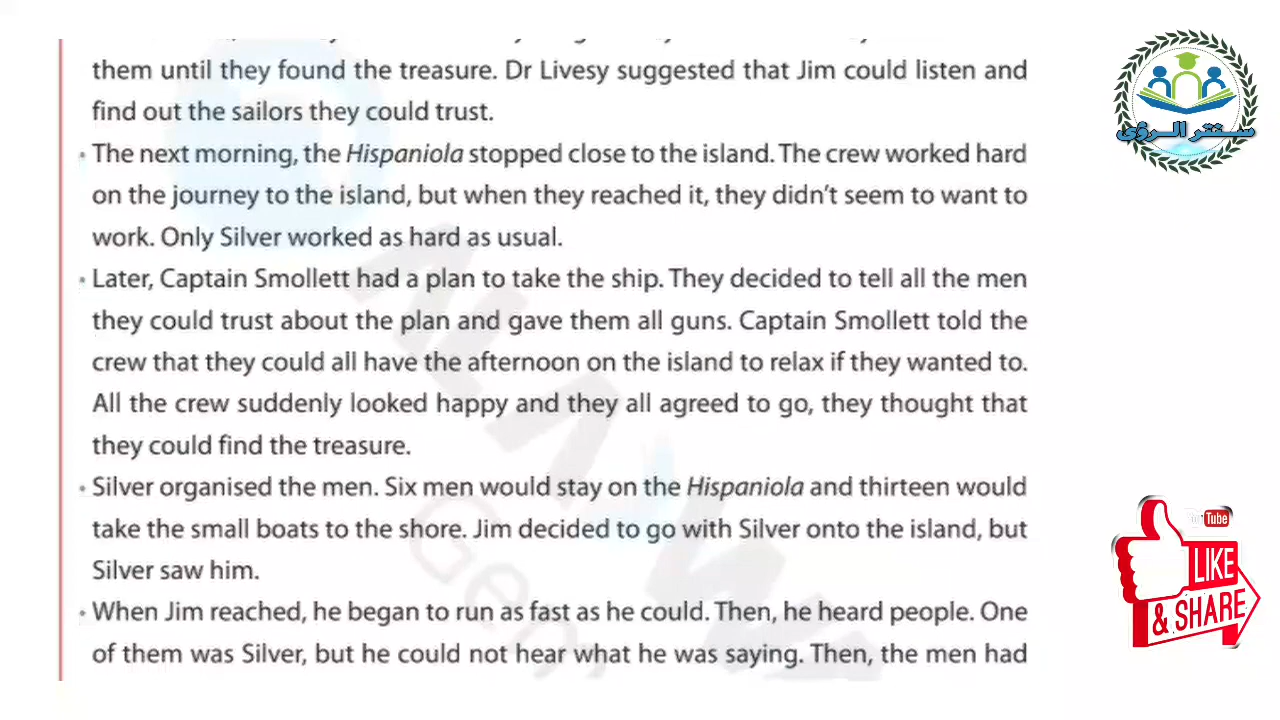 them until they found the treasure. Dr Livesy suggested that Jim could listen and
find out the sailors they could trust.
• The next morning, the Hispaniola stopped close to the island. The crew worked hard
on the journey to the island, but when they reached it, they didn't seem to want to
work. Only Silver worked as hard as usual.
• Later, Captain Smollett had a plan to take the ship. They decided to tell all the men
they could trust about the plan and gave them all guns. Captain Smollett told the
crew that they could all have the afternoon on the island to relax if they wanted to.
All the crew suddenly looked happy and they all agreed to go, they thought that
they could find the treasure.
• Silver organised the men. Six men would stay on the Hispaniola and thirteen would
take the small boats to the shore. Jim decided to go with Silver onto the island, but
Silver saw him.
• When Jim reached, he began to run as fast as he could. Then, he heard people. One
of them was Silver, but he could not hear what he was saying. Then, the men had
سنتر الرؤى
Tube
LIKE
& SHARE